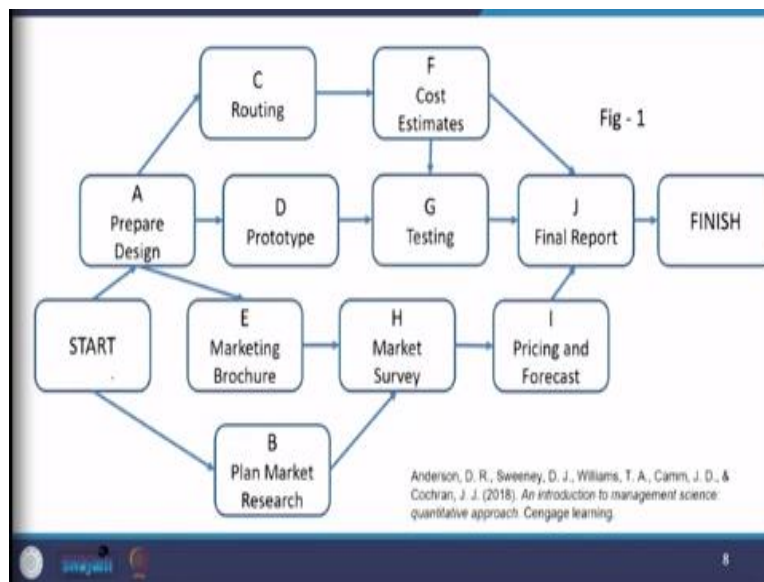 C
Routing
F
Cost
Estimates
Fig - 1
A
Prepare
Design
D
Prototype
G
Testing
J
Final Report
FINISH
START
E
Marketing
Brochure
H
Market
Survey
I
Pricing and
Forecast
B
Plan Market
Research
Anderson, D. R., Sweeney, D. J., Williams, T. A., Camm, J. D., &
Cochran, J. J. (2018). An introduction to management science:
quantitative approach. Cengage learning.
swayam
8